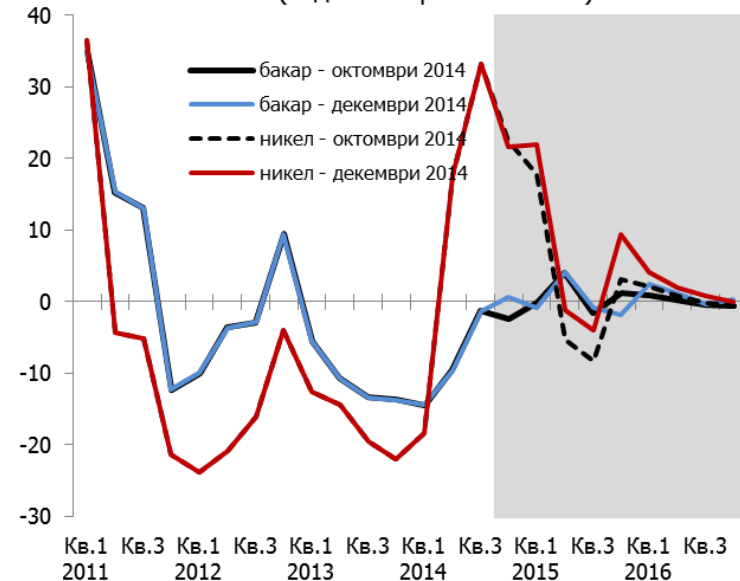 40
30
20
10
0
-10
-20
-30
бакар - октомври 2014
бакар - декември 2014
никел - октомври 2014
никел - декември 2014
Кв.1 Кв.3 Кв.1 Кв.3 Кв.1 Кв.3 Кв.1 Кв.3 Кв.1 Кв.3 Кв.1 Кв.3
2011 2012 2013 2014 2015 2016